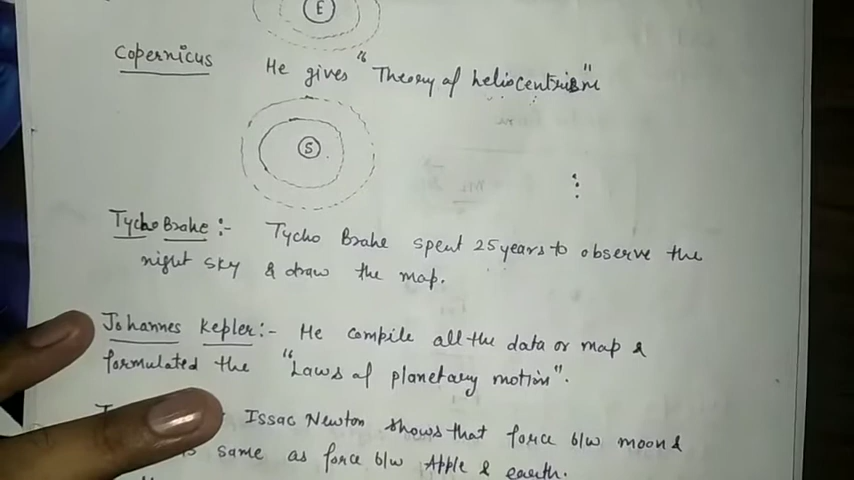 E
Copernicus He gives "Theory of heliocentrism"
S
Tycho Brahe :- Tycho Brahe spent 25 years to observe the
night sky & draw the map.
Johannes Kepler:- He compile all the data or map &
formulated the "Laws of planetary motion".
Issac Newton shows that force b/w moon &
same as force b/w Apple & earth.